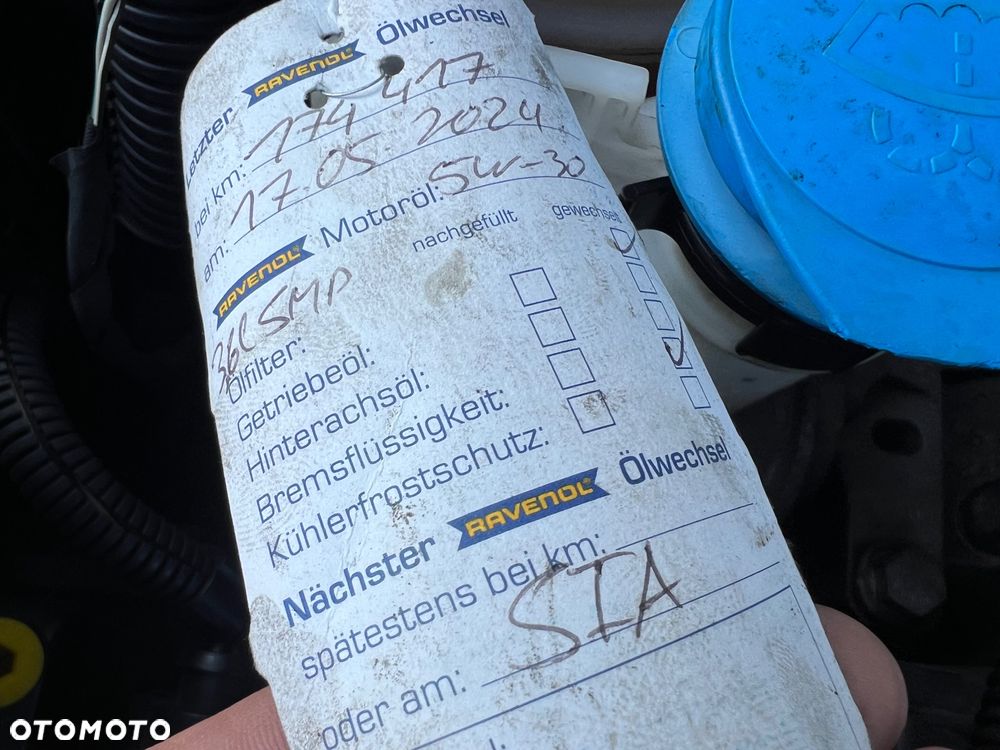 Letzter RAVENOL Ölwechsel
bei km: 174 417
am: 17.05 2024
RAVENOL Motoröl: 5W-30
SMP
nachgefüllt gewechselt
Ölfilter:
Getriebeöl:
Hinterachsöl:
Bremsflüssigkeit:
Kühlerfrostschutz:
Nächster RAVENOL Ölwechsel
spätestens bei km:
oder am: SIA
OTOMOTO